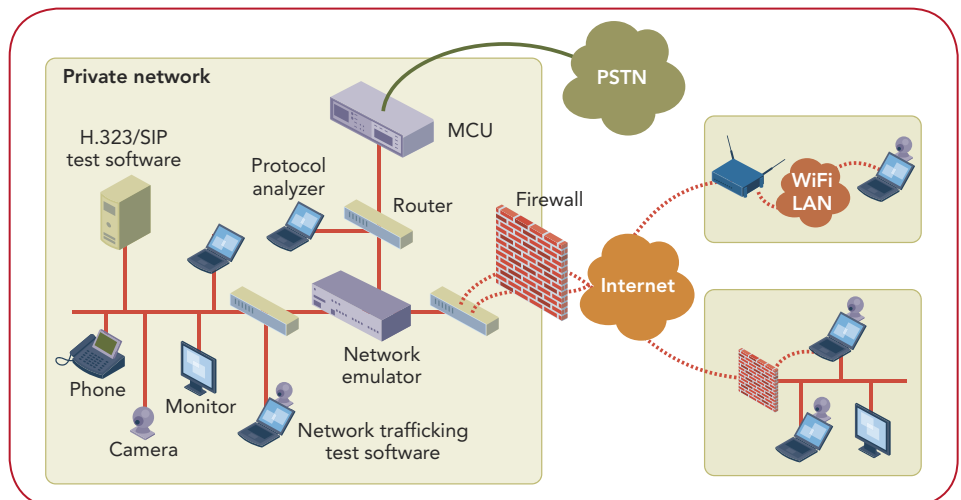 Private network
PSTN
MCU
H.323/SIP
test software
Protocol
analyzer
Router
Firewall
WiFi
LAN
Internet
Network
emulator
Phone
Monitor
Camera
Network trafficking
test software